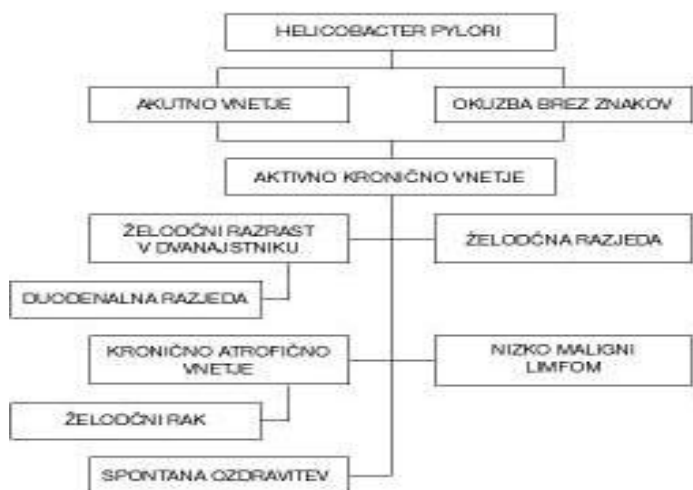 HELICOBACTER PYLORI
AKUTNO VNETJE
OKUŽBA BREZ ZNAKOV
AKTIVNO KRONIČNO VNETJE
ŽELODČNI RAZRAST
V DVANAJSTNIKU
ŽELODČNA RAZJEDA
DUODENALNA RAZJEDA
KRONIČNO ATROFIČNO
VNETJE
NIZKO MALIGNI
LIMFOM
ŽELODČNI RAK
SPONTANA OZDRAVITEV